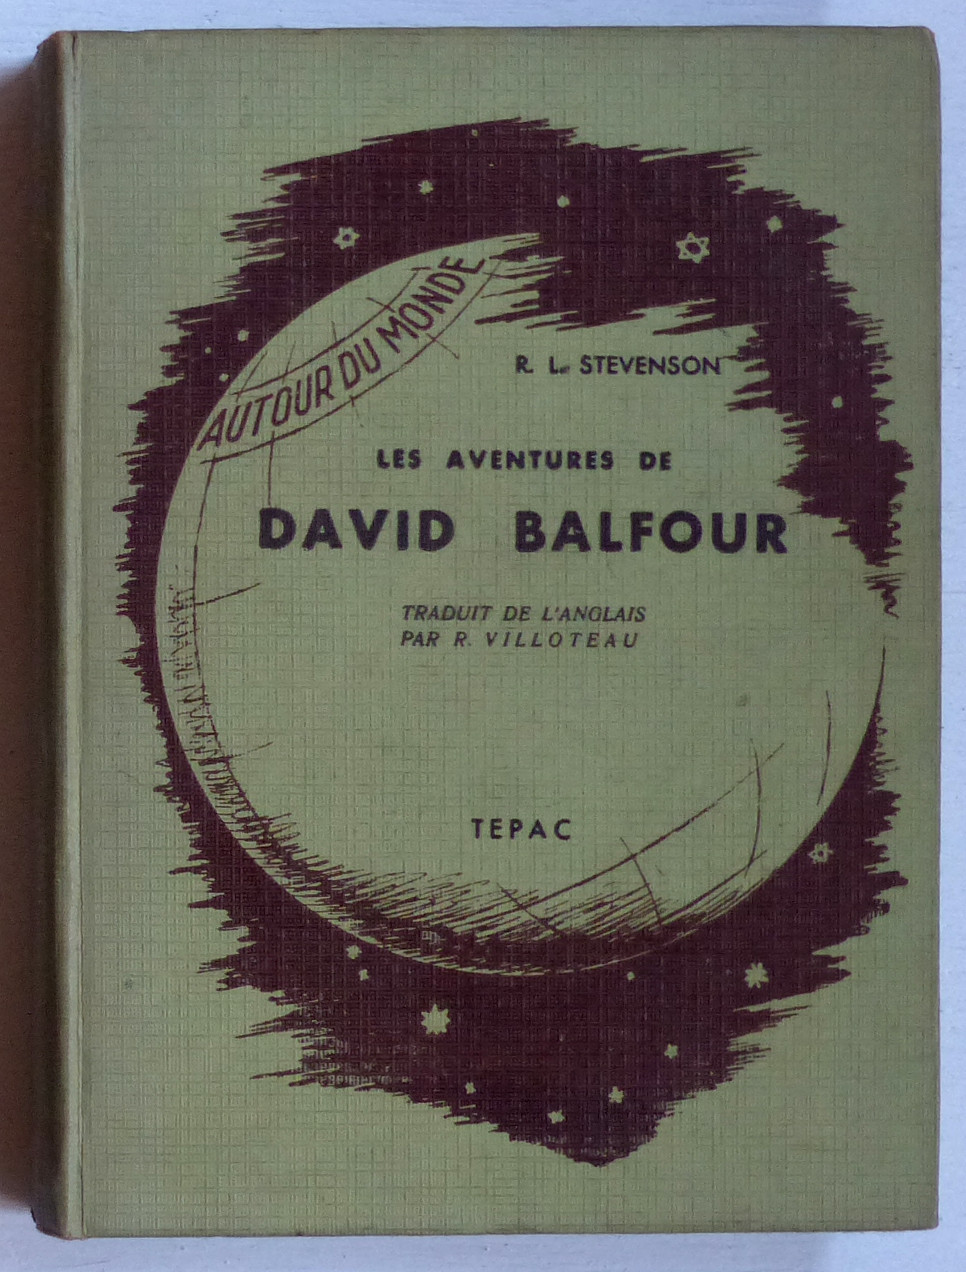 AUTOUR DU MONDE
R. L. STEVENSON
LES AVENTURES DE
DAVID BALFOUR
TRADUIT DE L'ANGLAIS
PAR R. VILLOTEAU
TEPAC